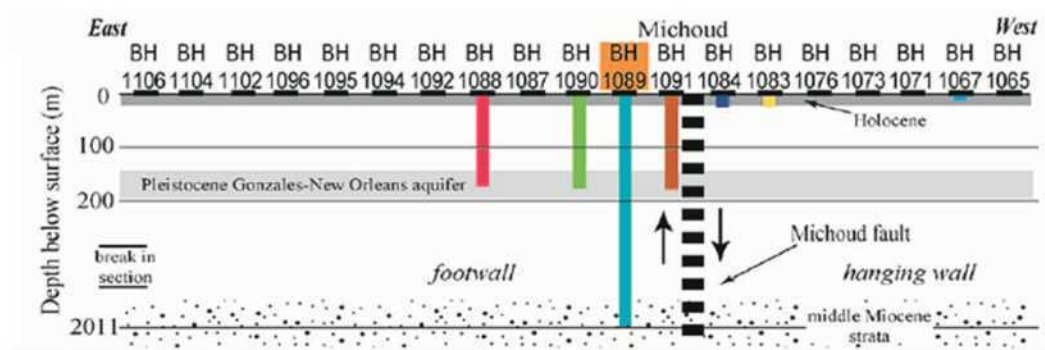 East Michoud West
BH BH BH BH BH BH BH BH BH BH BH BH BH BH BH BH BH BH BH
1106 1104 1102 1096 1095 1094 1092 1088 1087 1090 1089 1091 1084 1083 1076 1073 1071 1067 1065
Depth below surface (m)
0
Holocene
100
Pleistocene Gonzales-New Orleans aquifer
200
Michoud fault
break in
section
footwall
hanging wall
middle Miocene
strata
2011